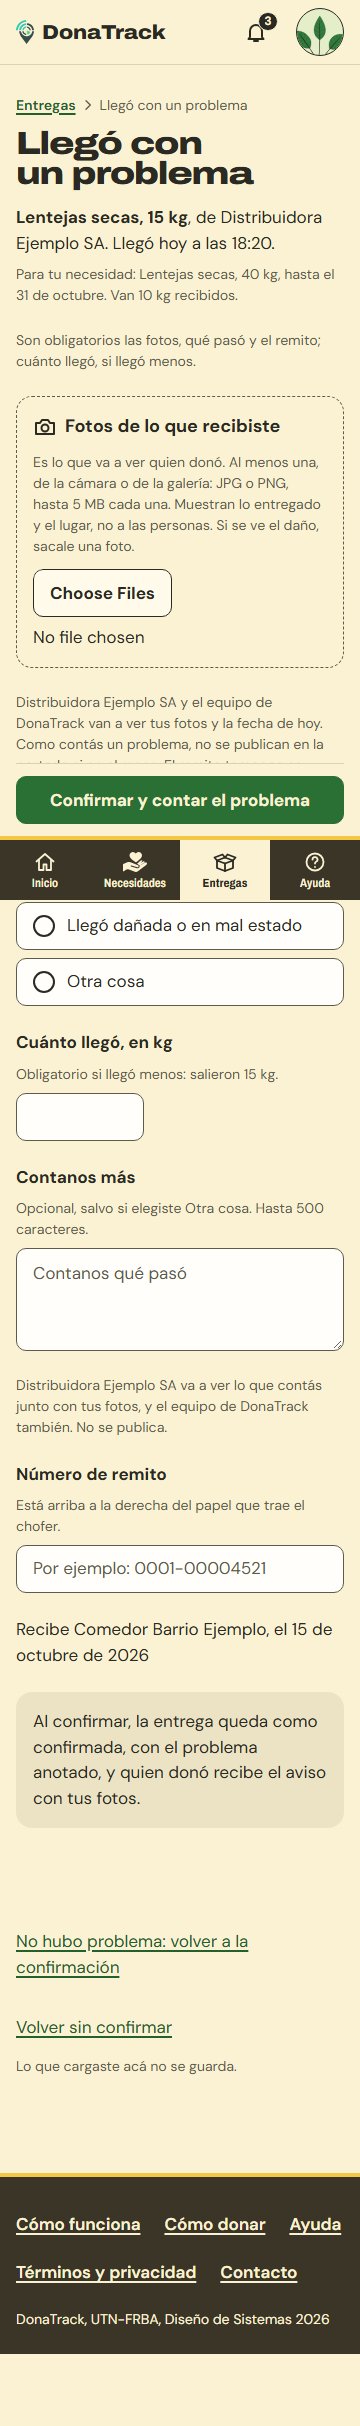 DonaTrack
3
Entregas > Llegó con un problema
Llegó con
un problema
Lentejas secas, 15 kg, de Distribuidora
Ejemplo SA. Llegó hoy a las 18:20.
Para tu necesidad: Lentejas secas, 40 kg, hasta el
31 de octubre. Van 10 kg recibidos.
Son obligatorios las fotos, qué pasó y el remito;
cuánto llegó, si llegó menos.
Fotos de lo que recibiste
Es lo que va a ver quien donó. Al menos una,
de la cámara o de la galería: JPG o PNG,
hasta 5 MB cada una. Muestran lo entregado
y el lugar, no a las personas. Si se ve el daño,
sacale una foto.
Choose Files
No file chosen
Distribuidora Ejemplo SA y el equipo de
DonaTrack van a ver tus fotos y la fecha de hoy.
Como contás un problema, no se publican en la
Confirmar y contar el problema
Inicio
Necesidades
Entregas
Ayuda
Llegó dañada o en mal estado
Otra cosa
Cuánto llegó, en kg
Obligatorio si llegó menos: salieron 15 kg.
Contanos más
Opcional, salvo si elegiste Otra cosa. Hasta 500
caracteres.
Contanos qué pasó
Distribuidora Ejemplo SA va a ver lo que contás
junto con tus fotos, y el equipo de DonaTrack
también. No se publica.
Número de remito
Está arriba a la derecha del papel que trae el
chofer.
Por ejemplo: 0001-00004521
Recibe Comedor Barrio Ejemplo, el 15 de
octubre de 2026
Al confirmar, la entrega queda como
confirmada, con el problema
anotado, y quien donó recibe el aviso
con tus fotos.
No hubo problema: volver a la
confirmación
Volver sin confirmar
Lo que cargaste acá no se guarda.
Cómo funciona
Cómo donar
Ayuda
Términos y privacidad
Contacto
DonaTrack, UTN-FRBA, Diseño de Sistemas 2026